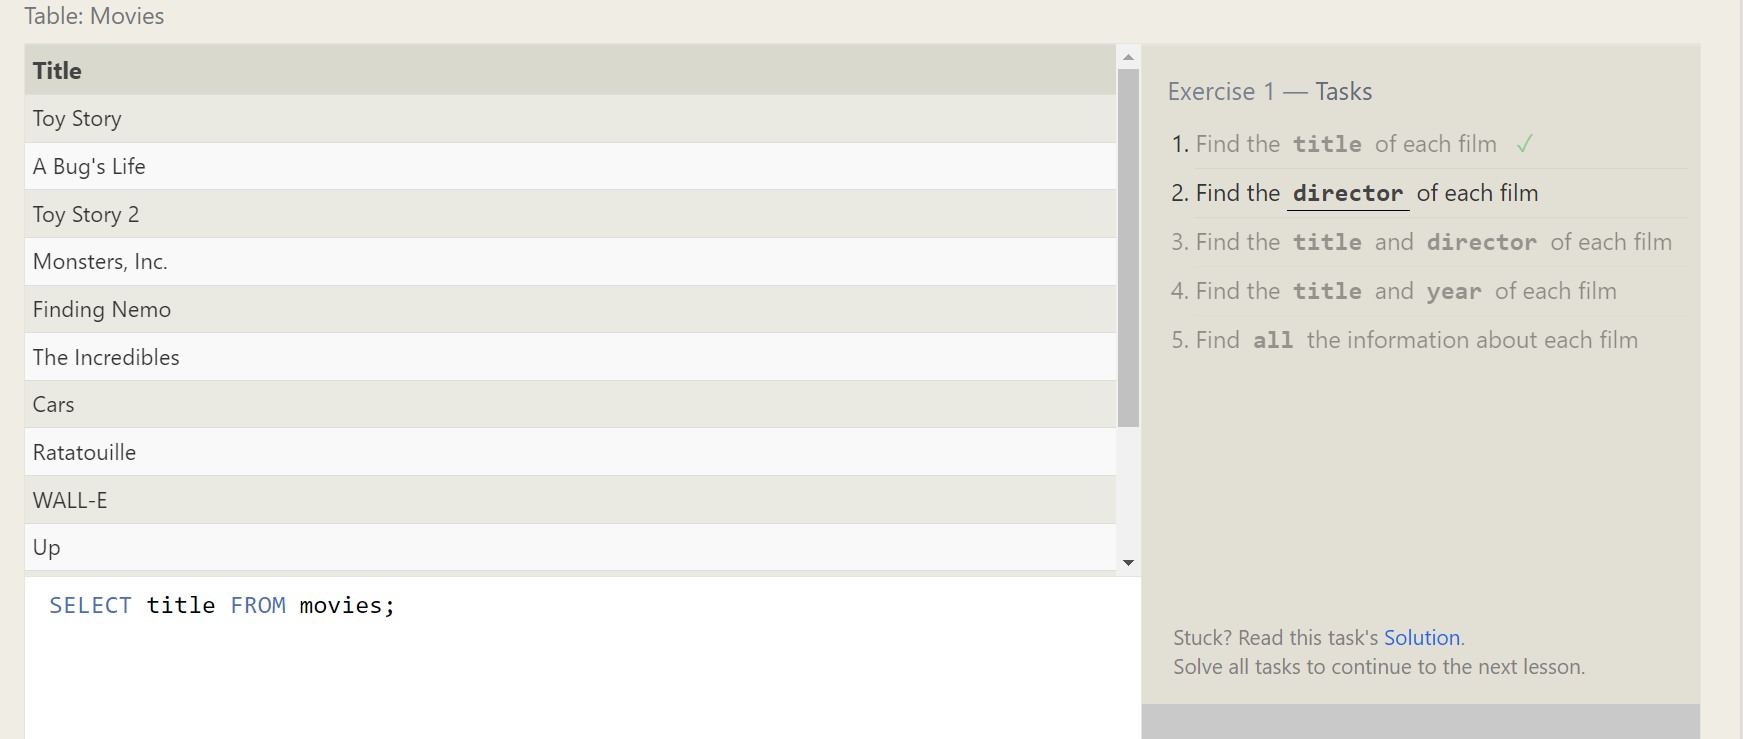 Table: Movies
Title
Toy Story
A Bug's Life
Toy Story 2
Monsters, Inc.
Finding Nemo
The Incredibles
Cars
Ratatouille
WALL-E
Up
SELECT title FROM movies;
Exercise 1 — Tasks
1. Find the title of each film ✓
2. Find the director of each film
3. Find the title and director of each film
4. Find the title and year of each film
5. Find all the information about each film
Stuck? Read this task's Solution.
Solve all tasks to continue to the next lesson.